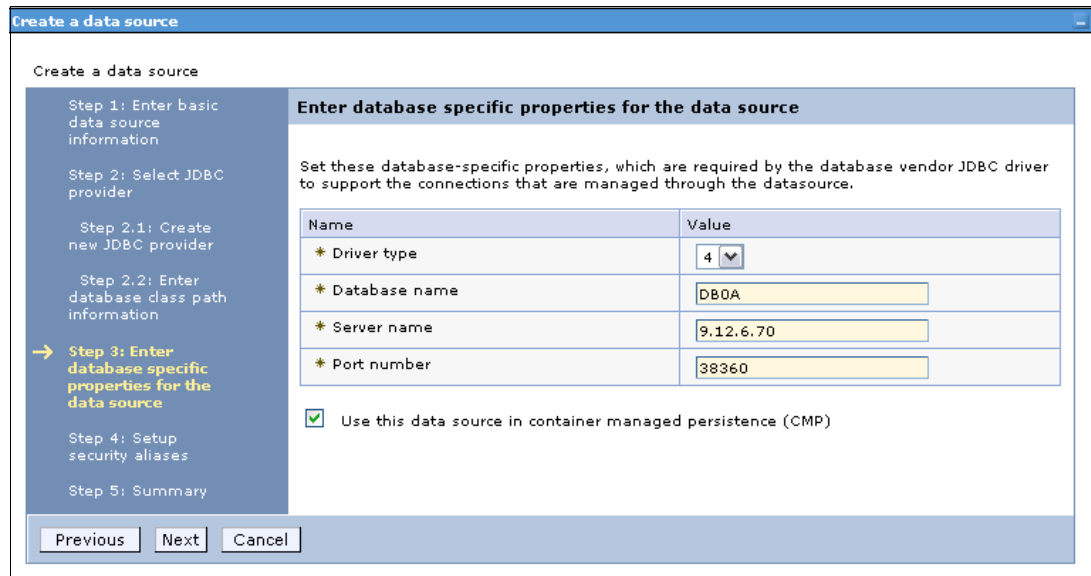 Create a data source
Create a data source
Step 1: Enter basic
data source
information
Step 2: Select JDBC
provider
Step 2.1: Create
new JDBC provider
Step 2.2: Enter
database class path
information
Step 3: Enter
database specific
properties for the
data source
Step 4: Setup
security aliases
Step 5: Summary
Enter database specific properties for the data source
Set these database-specific properties, which are required by the database vendor JDBC driver
to support the connections that are managed through the datasource.
Name Value
* Driver type 4
* Database name DB0A
* Server name 9.12.6.70
* Port number 38360
Use this data source in container managed persistence (CMP)
Previous Next Cancel